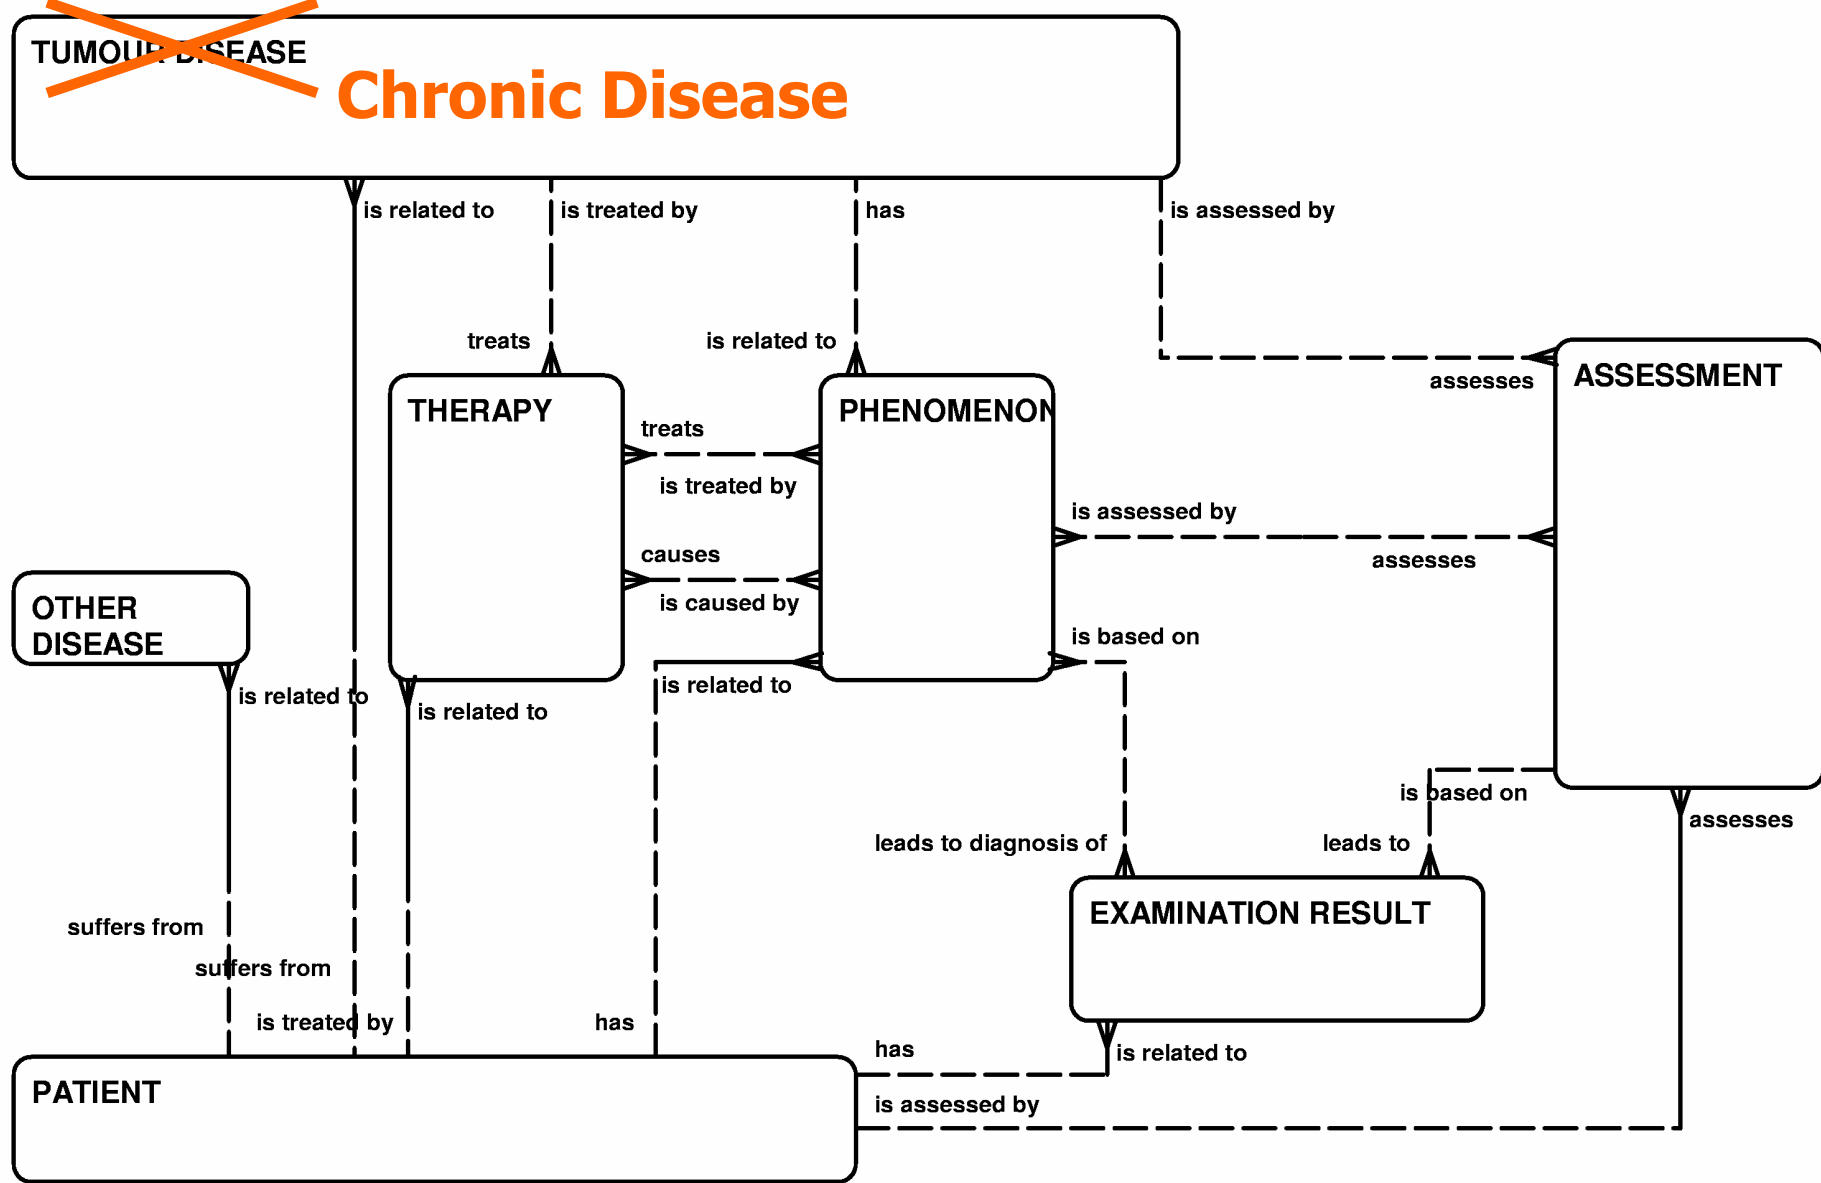 TUMOUR DISEASE
Chronic Disease
is related to
is treated by
has
is assessed by
treats
is related to
assesses
ASSESSMENT
THERAPY
PHENOMENON
treats
is treated by
is assessed by
assesses
causes
is caused by
OTHER
DISEASE
is based on
is related to
is related to
is related to
is based on
assesses
leads to diagnosis of
leads to
EXAMINATION RESULT
suffers from
suffers from
is treated by
has
has
is related to
PATIENT
is assessed by